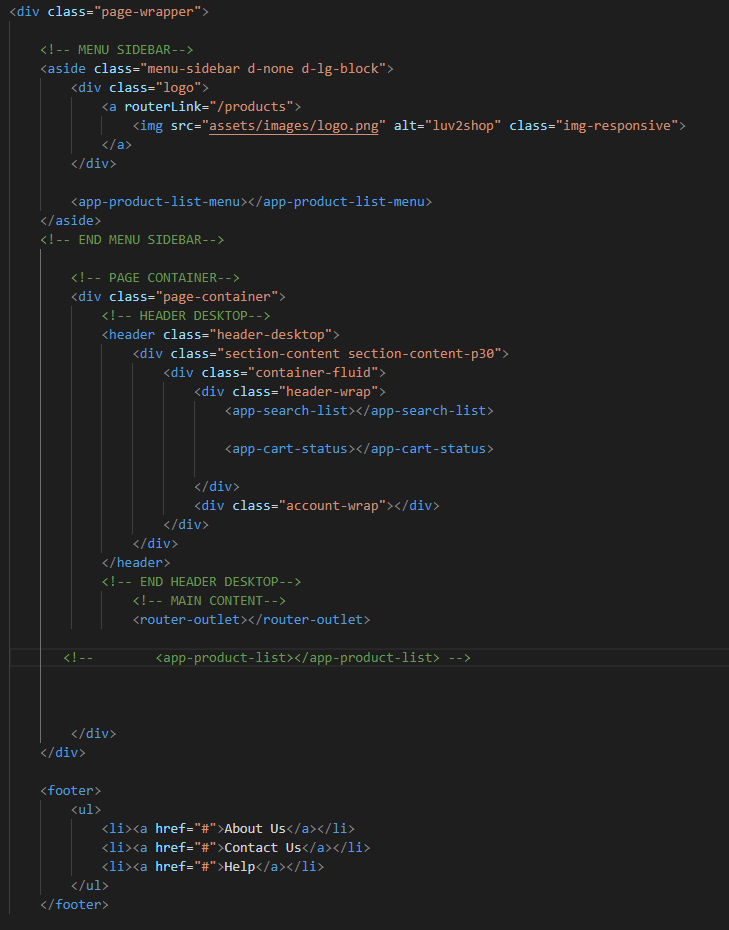 <div class="page-wrapper">
<!-- MENU SIDEBAR-->
<aside class="menu-sidebar d-none d-lg-block">
<div class="logo">
<a routerLink="/products">
<img src="assets/images/logo.png" alt="luv2shop" class="img-responsive">
</a>
</div>
<app-product-list-menu></app-product-list-menu>
</aside>
<!-- END MENU SIDEBAR-->
<!-- PAGE CONTAINER-->
<div class="page-container">
<!-- HEADER DESKTOP-->
<header class="header-desktop">
<div class="section-content section-content-p30">
<div class="container-fluid">
<div class="header-wrap">
<app-search-list></app-search-list>
<app-cart-status></app-cart-status>
</div>
<div class="account-wrap"></div>
</div>
</div>
</header>
<!-- END HEADER DESKTOP-->
<!-- MAIN CONTENT-->
<router-outlet></router-outlet>
<!-- <app-product-list></app-product-list> -->
</div>
</div>
<footer>
<ul>
<li><a href="#">About Us</a></li>
<li><a href="#">Contact Us</a></li>
<li><a href="#">Help</a></li>
</ul>
</footer>